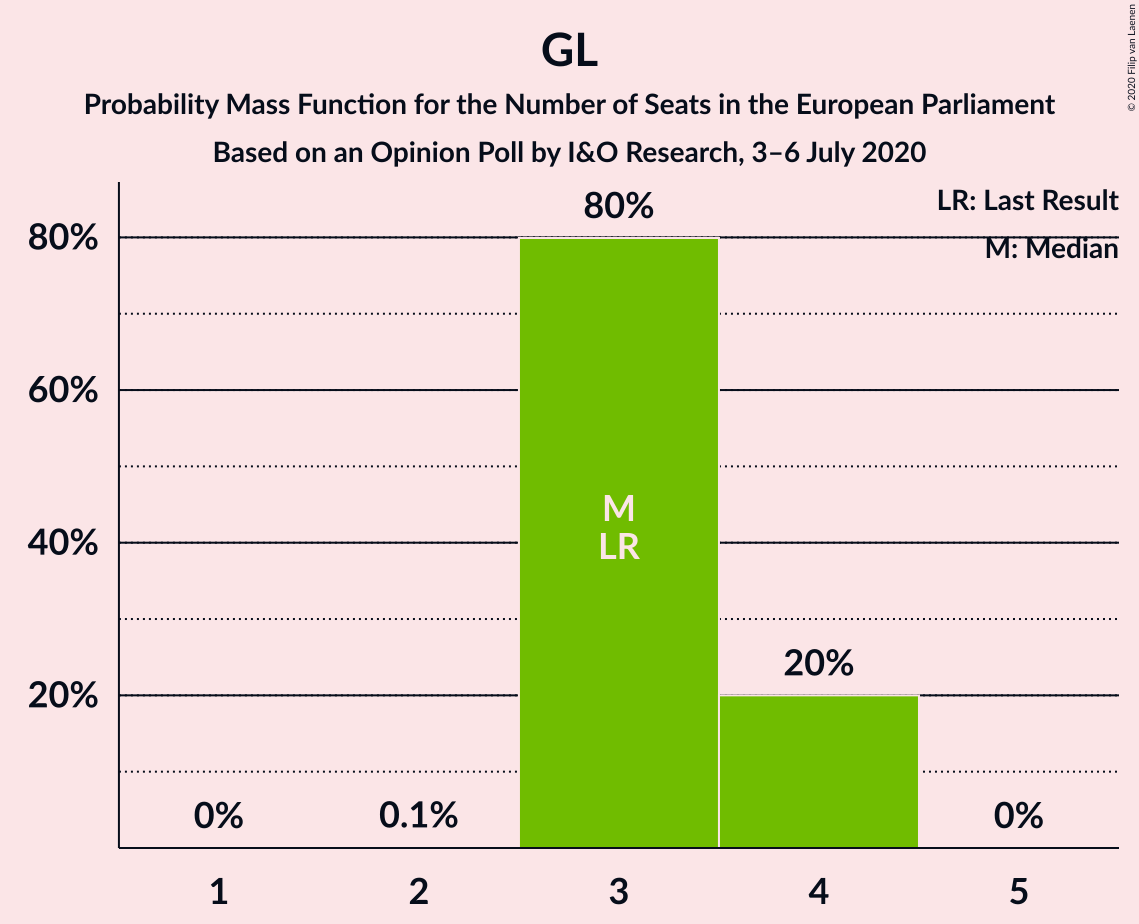 GL
Probability Mass Function for the Number of Seats in the European Parliament
Based on an Opinion Poll by I&O Research, 3–6 July 2020
© 2020 Filip van Laenen
LR: Last Result
M: Median
80%
60%
40%
20%
0%
0.1%
80%
M
LR
20%
0%
1
2
3
4
5